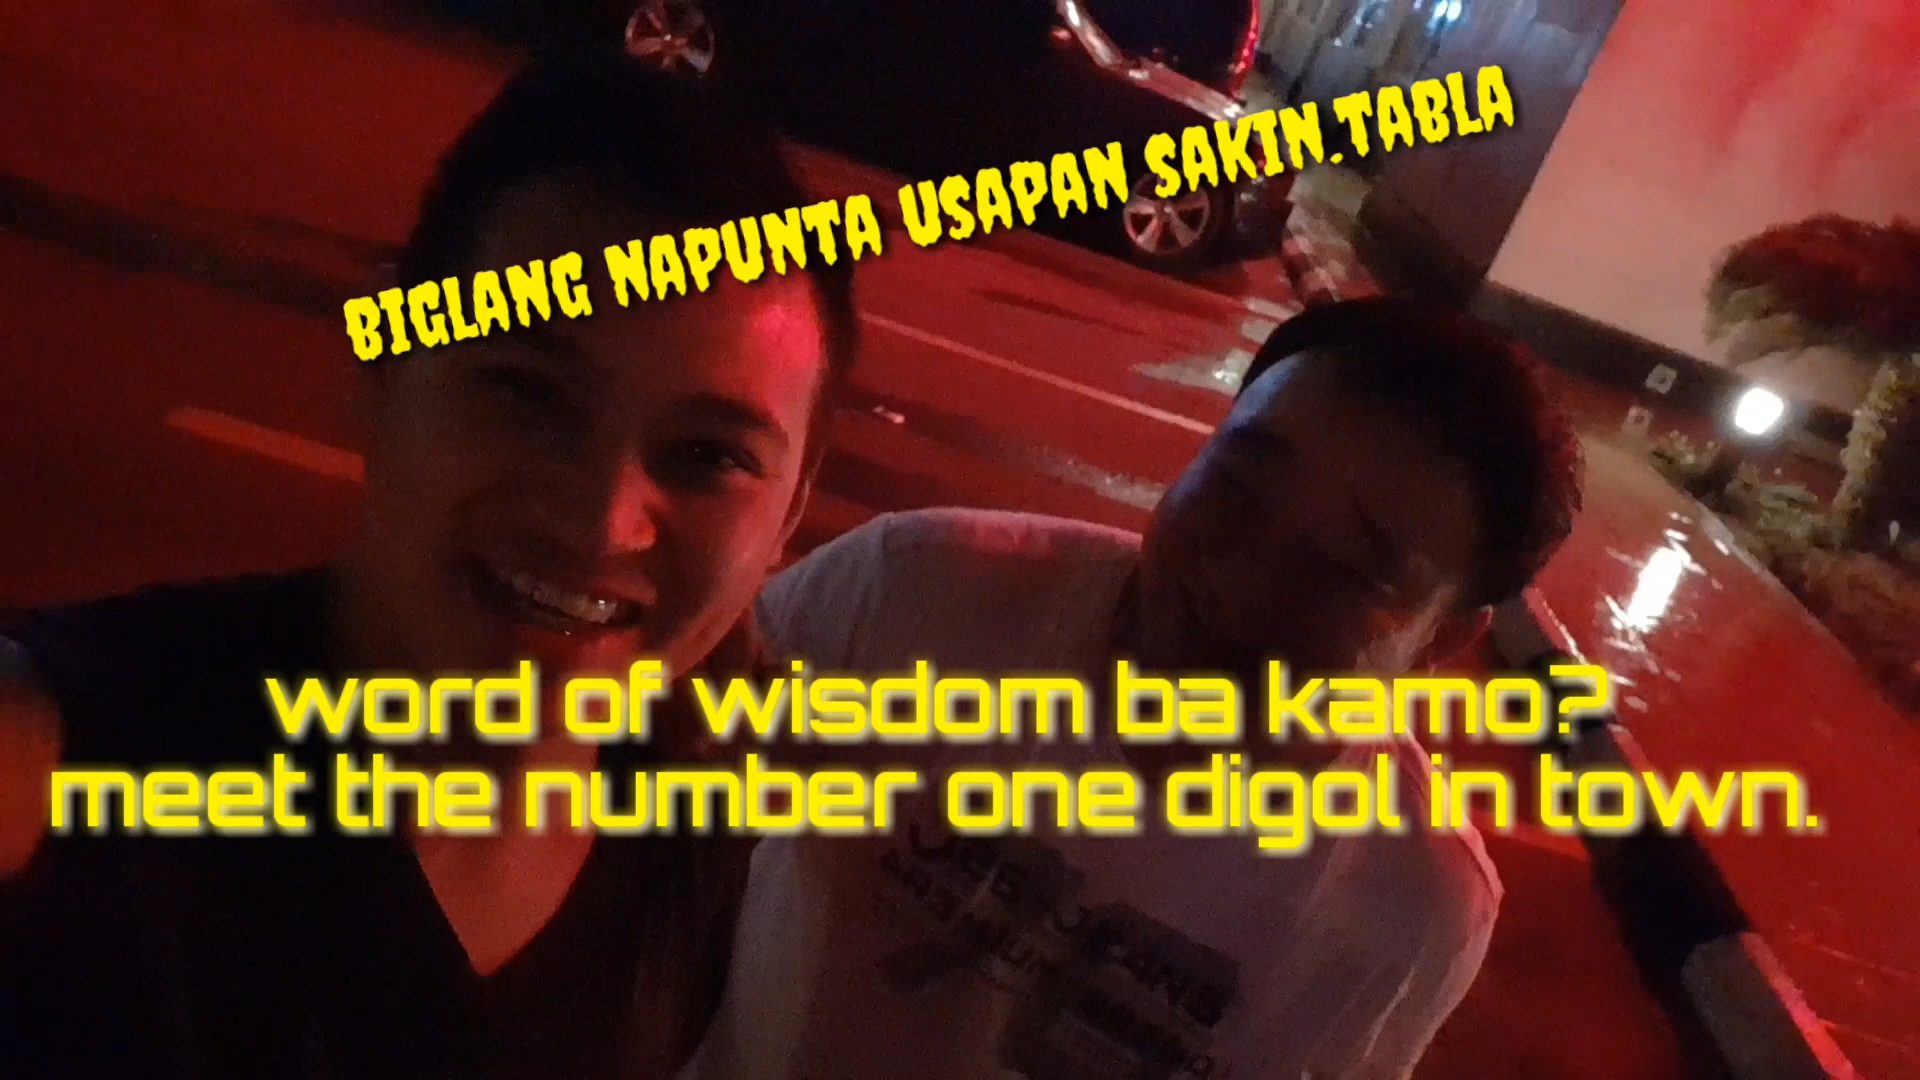 BIGLANG NAPUNTA USAPAN SAKIN.TABLA
word of wisdom ba kamo?
meet the number one digol in town.